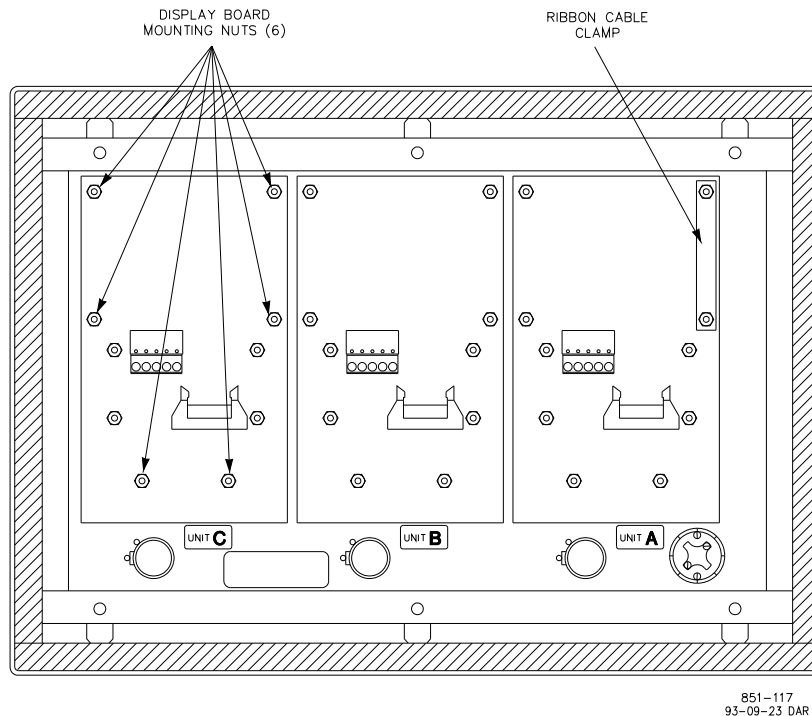 DISPLAY BOARD
MOUNTING NUTS (6)
RIBBON CABLE
CLAMP
UNIT C
UNIT B
UNIT A
851-117
93-09-23 DAR